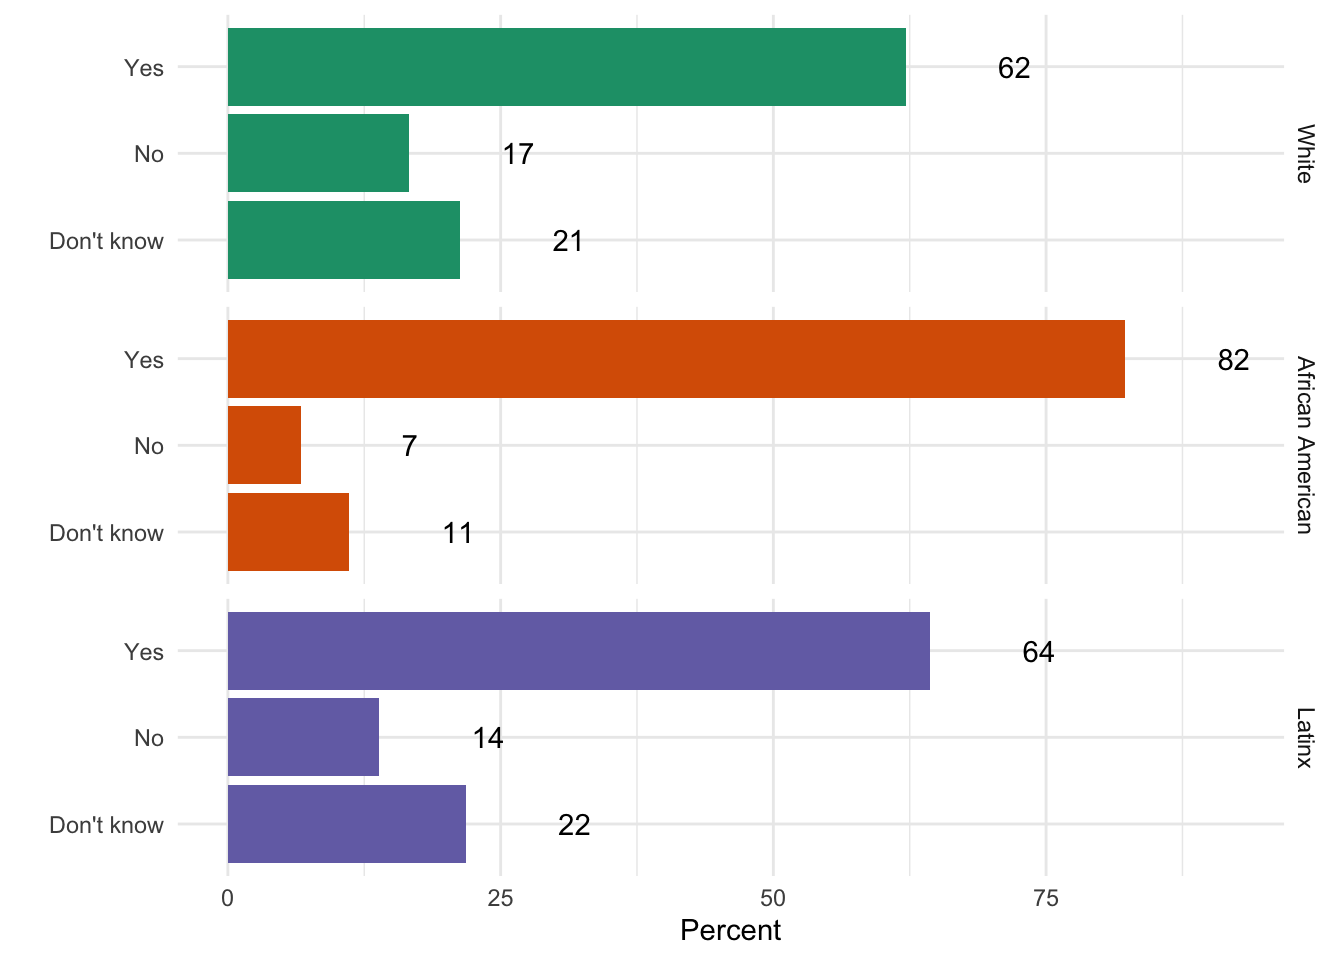 Yes
62
No
17
Don't know
21
White
Yes
82
No
7
Don't know
11
African American
Yes
64
No
14
Don't know
22
Latinx
0 25 50 75
Percent